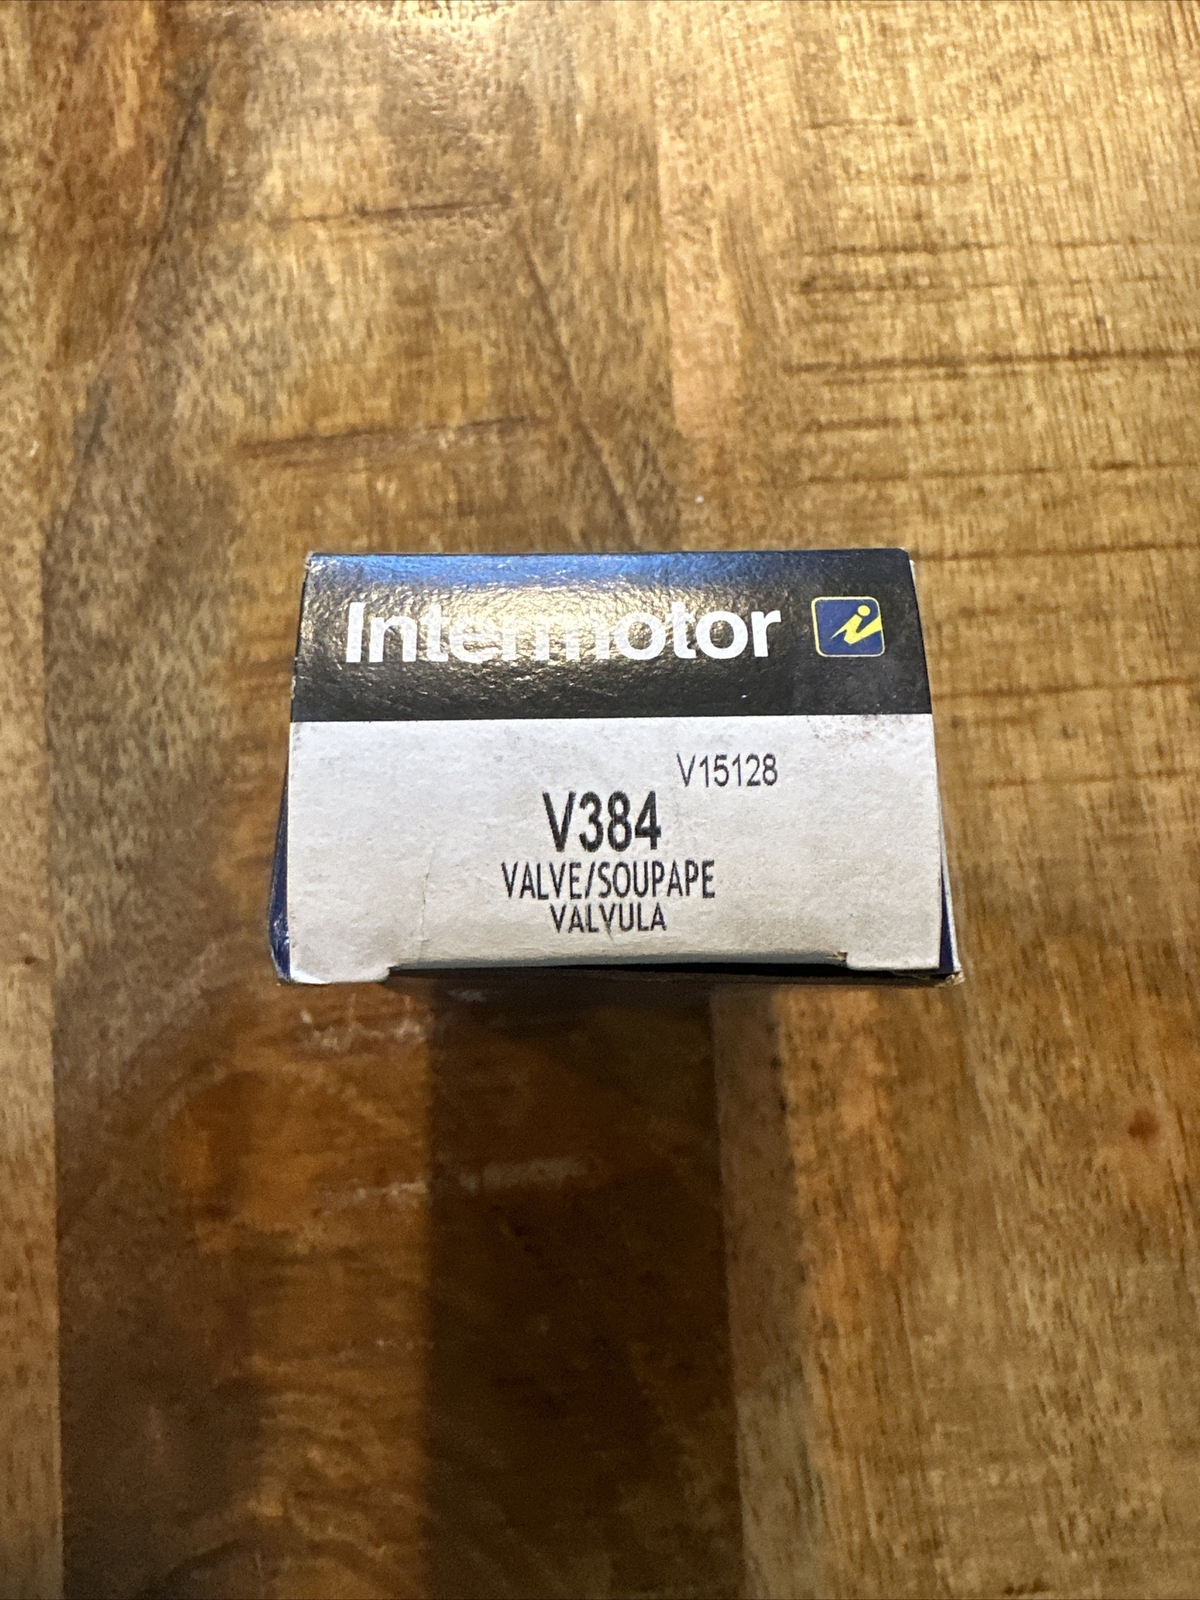 Intermotor
V15128
V384
VALVE/SOUPAPE
VALVULA